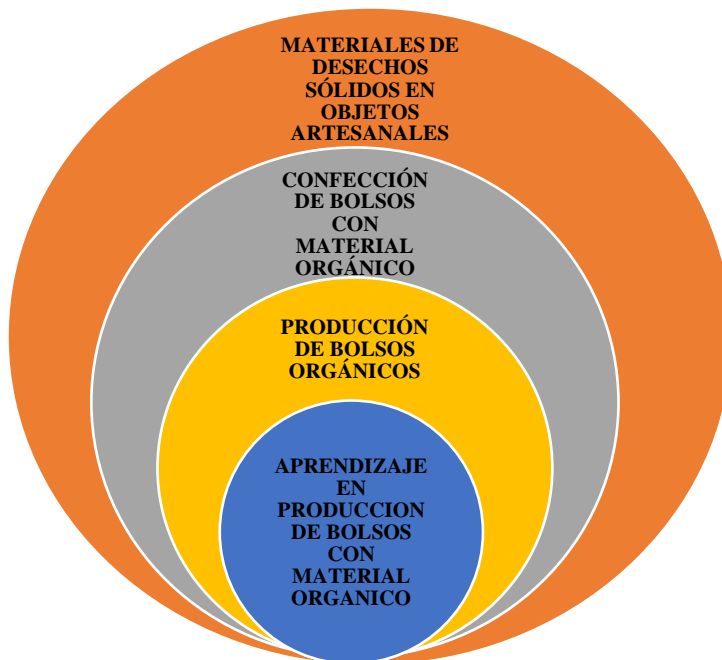 MATERIALES DE
DESECHOS
SÓLIDOS EN
OBJETOS
ARTESANALES
CONFECCIÓN
DE BOLSOS
CON
MATERIAL
ORGÁNICO
PRODUCCIÓN
DE BOLSOS
ORGÁNICOS
APRENDIZAJE
EN
PRODUCCION
DE BOLSOS
CON
MATERIAL
ORGANICO